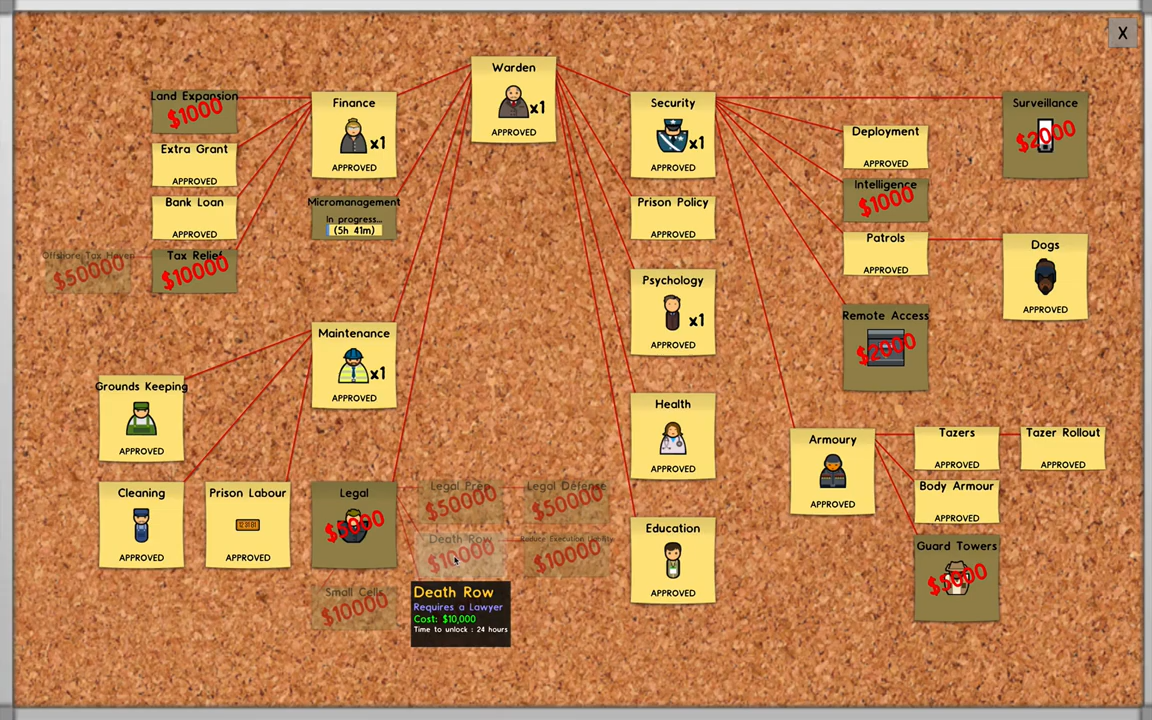 X
Warden
x1
APPROVED
Land Expansion
$1000
Extra Grant
APPROVED
Bank Loan
APPROVED
Offshore Tax Haven
$50000
Tax Relief
$10000
Finance
x1
APPROVED
Micromanagement
In progress...
(5h 41m)
Maintenance
x1
APPROVED
Grounds Keeping
APPROVED
Cleaning
APPROVED
Prison Labour
12381
APPROVED
Legal
$5000
Legal Prep
$50000
Legal Defense
$50000
Death Row
$10000
Reduce Execution Liability
$10000
Small Cells
$10000
Death Row
Requires a Lawyer
Cost: $10,000
Time to unlock : 24 hours
Security
x1
APPROVED
Prison Policy
APPROVED
Psychology
x1
APPROVED
Health
APPROVED
Education
APPROVED
Deployment
APPROVED
Intelligence
$1000
Patrols
APPROVED
Remote Access
$2000
Surveillance
$2000
Dogs
APPROVED
Armoury
APPROVED
Tazers
APPROVED
Tazer Rollout
APPROVED
Body Armour
APPROVED
Guard Towers
$5000